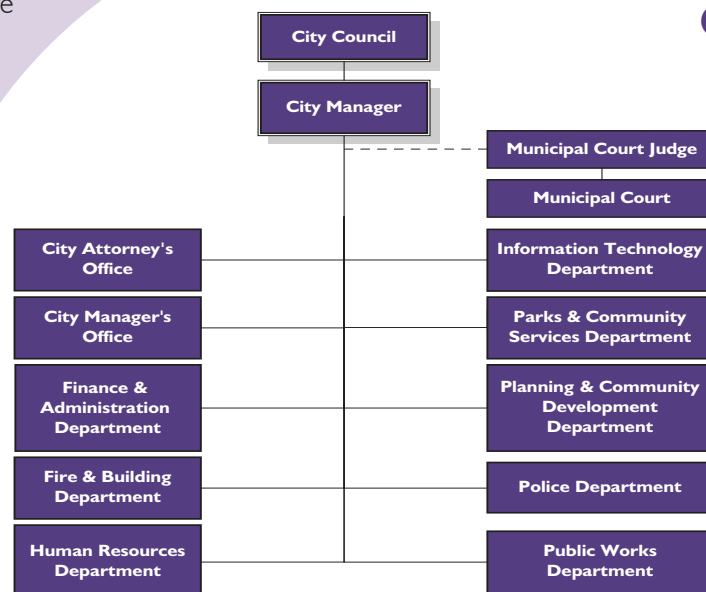 e
City Council
City Manager
Municipal Court Judge
Municipal Court
City Attorney's
Office
Information Technology
Department
City Manager's
Office
Parks & Community
Services Department
Finance &
Administration
Department
Planning & Community
Development
Department
Fire & Building
Department
Police Department
Human Resources
Department
Public Works
Department